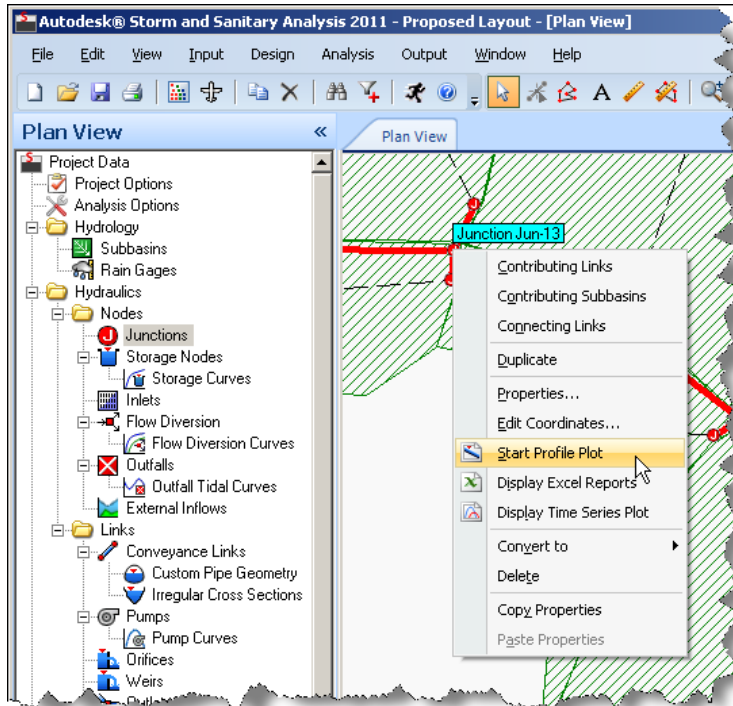 Autodesk® Storm and Sanitary Analysis 2011 - Proposed Layout - [Plan View]
File Edit View Input Design Analysis Output Window Help
Plan View «
Plan View
Project Data
Project Options
Analysis Options
Hydrology
Subbasins
Rain Gages
Hydraulics
Nodes
Junctions
Storage Nodes
Storage Curves
Inlets
Flow Diversion
Flow Diversion Curves
Outfalls
Outfall Tidal Curves
External Inflows
Links
Conveyance Links
Custom Pipe Geometry
Irregular Cross Sections
Pumps
Pump Curves
Orifices
Weirs
Junction Jun-13
Contributing Links
Contributing Subbasins
Connecting Links
Duplicate
Properties...
Edit Coordinates...
Start Profile Plot
Display Excel Reports
Display Time Series Plot
Convert to
Delete
Copy Properties
Paste Properties